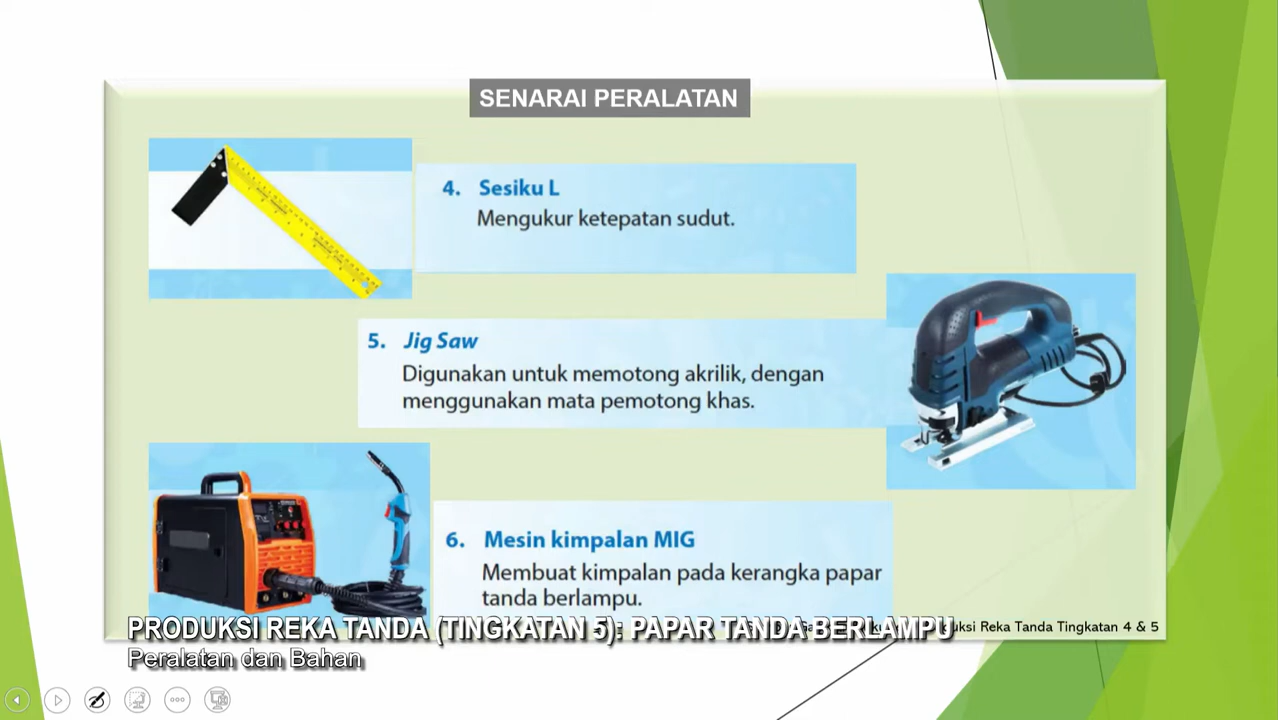 SENARAI PERALATAN
4. Sesiku L
Mengukur ketepatan sudut.
5. Jig Saw
Digunakan untuk memotong akrilik, dengan
menggunakan mata pemotong khas.
6. Mesin kimpalan MIG
Membuat kimpalan pada kerangka papar
tanda berlampu.
PRODUKSI REKA TANDA (TINGKATAN 5): PAPAR TANDA BERLAMPU
Reka Tanda Tingkatan 4 & 5
Peralatan dan Bahan